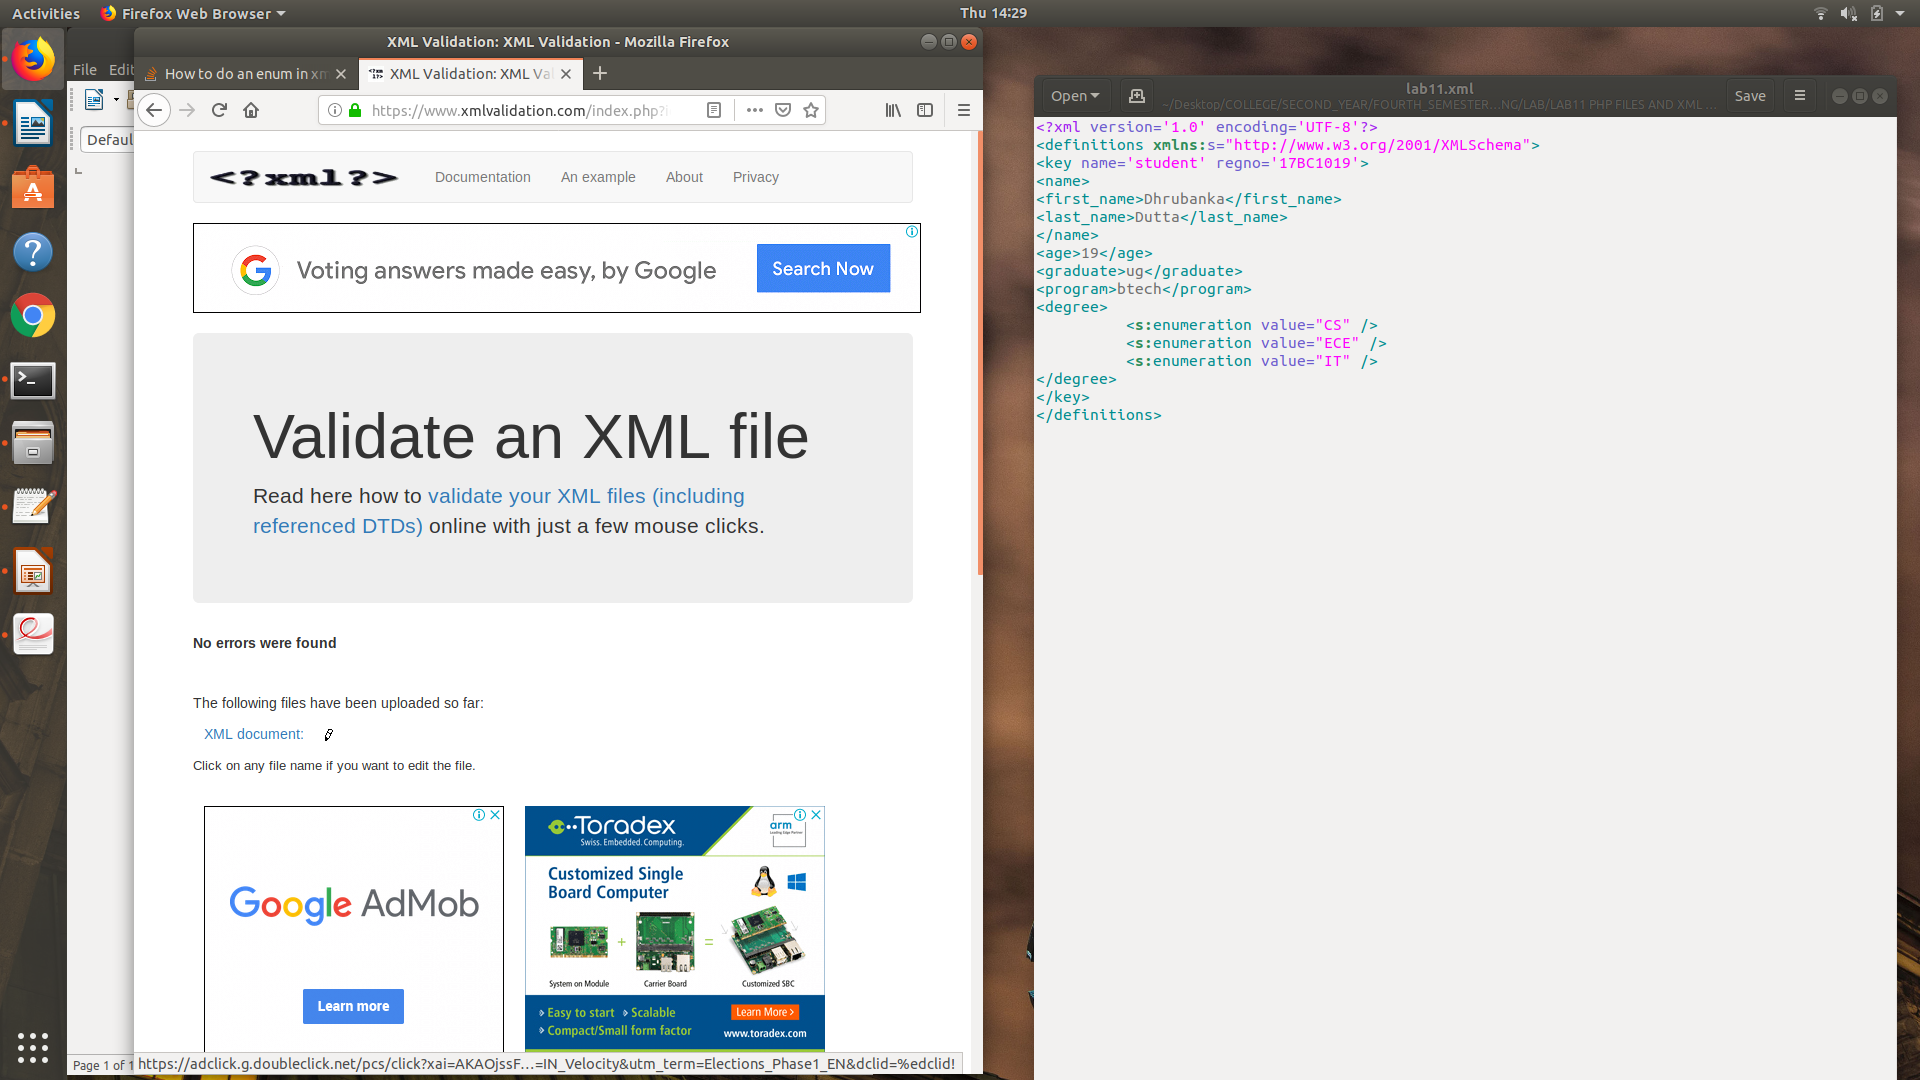 Activities
Firefox Web Browser
Thu 14:29
File Edit
Defaul
Page 1 of 1
XML Validation: XML Validation - Mozilla Firefox
How to do an enum in xm
XML Validation: XML Va
https://www.xmlvalidation.com/index.php?i
<?xml?>
Documentation
An example
About
Privacy
Voting answers made easy, by Google
Search Now
Validate an XML file
Read here how to validate your XML files (including
referenced DTDs) online with just a few mouse clicks.
No errors were found
The following files have been uploaded so far:
XML document:
Click on any file name if you want to edit the file.
Google AdMob
Learn more
Toradex
Swiss. Embedded. Computing.
arm
Leading Edge Partner
Customized Single
Board Computer
+ =
System on Module
Carrier Board
Customized SBC
Easy to start Scalable
Compact/Small form factor
Learn More >
www.toradex.com
https://adclick.g.doubleclick.net/pcs/click?xai=AKAOjssF…=IN_Velocity&utm_term=Elections_Phase1_EN&dclid=%edclid!
Open
lab11.xml
~/Desktop/COLLEGE/SECOND_YEAR/FOURTH_SEMESTER…NG/LAB/LAB11 PHP FILES AND XML …
Save
<?xml version='1.0' encoding='UTF-8'?>
<definitions xmlns:s="http://www.w3.org/2001/XMLSchema">
<key name='student' regno='17BC1019'>
<name>
<first_name>Dhrubanka</first_name>
<last_name>Dutta</last_name>
</name>
<age>19</age>
<graduate>ug</graduate>
<program>btech</program>
<degree>
<s:enumeration value="CS" />
<s:enumeration value="ECE" />
<s:enumeration value="IT" />
</degree>
</key>
</definitions>